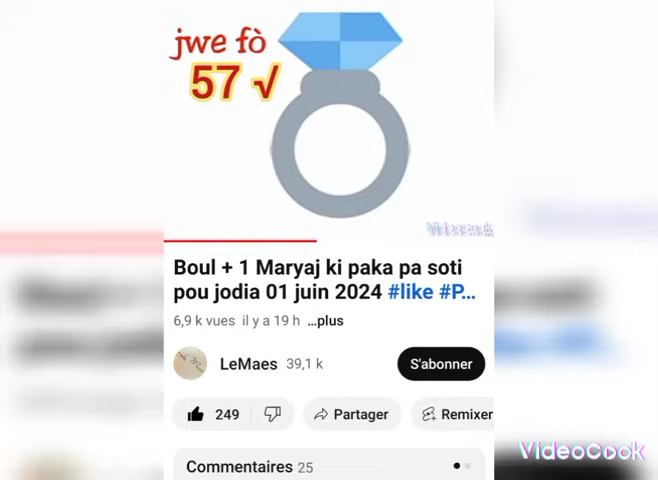 jwe fò
57 √
Boul + 1 Maryaj ki paka pa soti
pou jodia 01 juin 2024 #like #P...
6,9 k vues il y a 19 h ...plus
LeMaes 39,1 k
S'abonner
249
Partager
Remixer
Commentaires 25
VideoCook